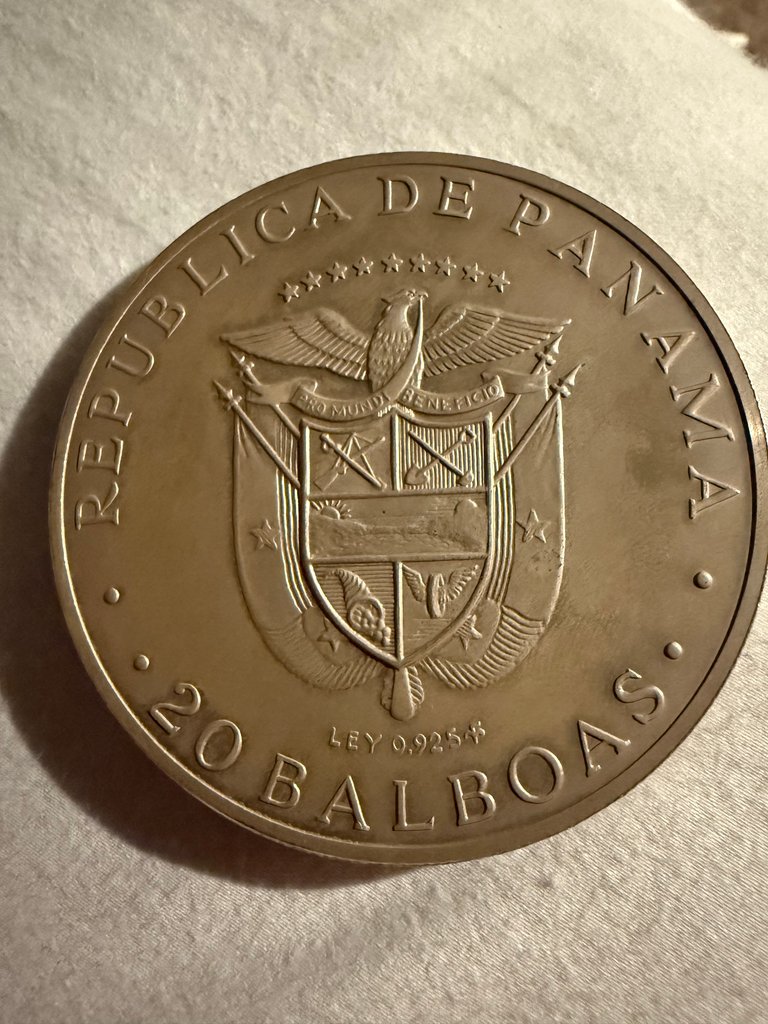 REPUBLICA DE PANAMA
PRO MUNDI BENEFICIO
LEY 0,925
20 BALBOAS